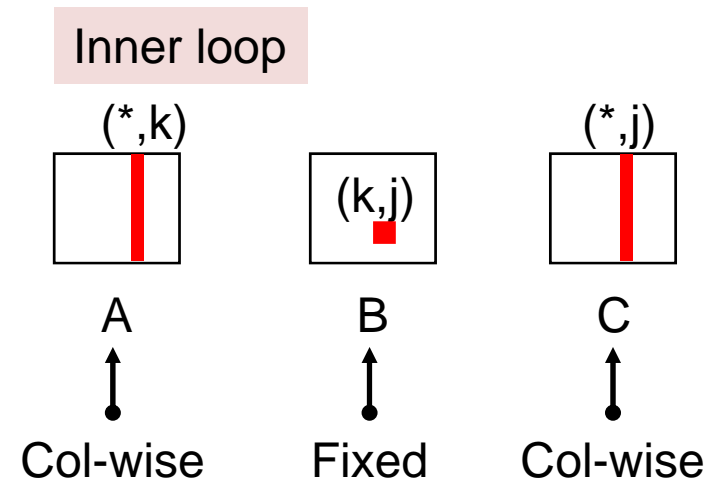 Inner loop
(*,k)
(*,j)
(k,j)
A
B
C
Col-wise
Fixed
Col-wise